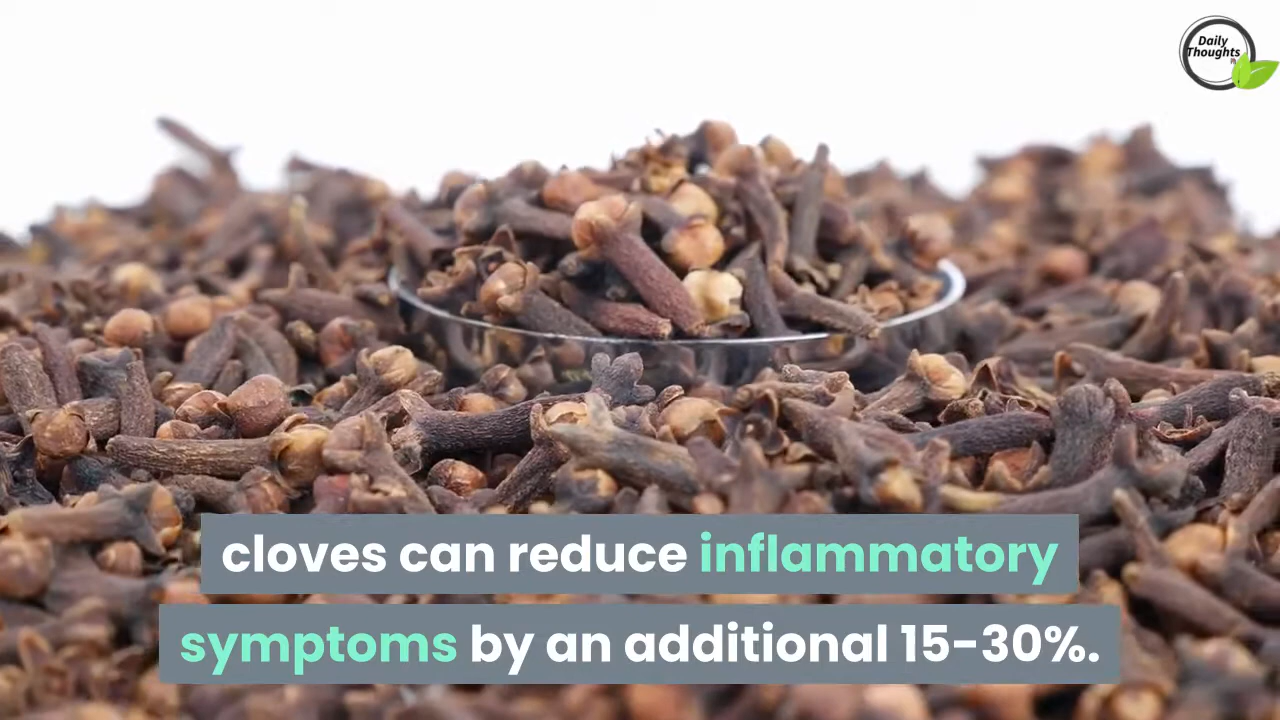 Daily
Thoughts
cloves can reduce inflammatory
symptoms by an additional 15-30%.